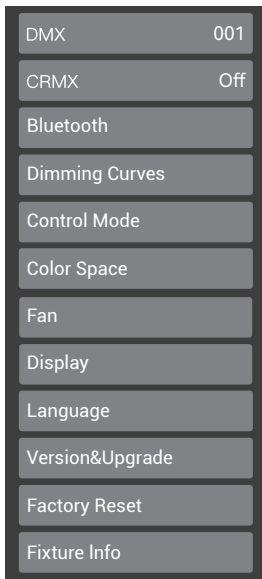 DMX 001
CRMX Off
Bluetooth
Dimming Curves
Control Mode
Color Space
Fan
Display
Language
Version&Upgrade
Factory Reset
Fixture Info